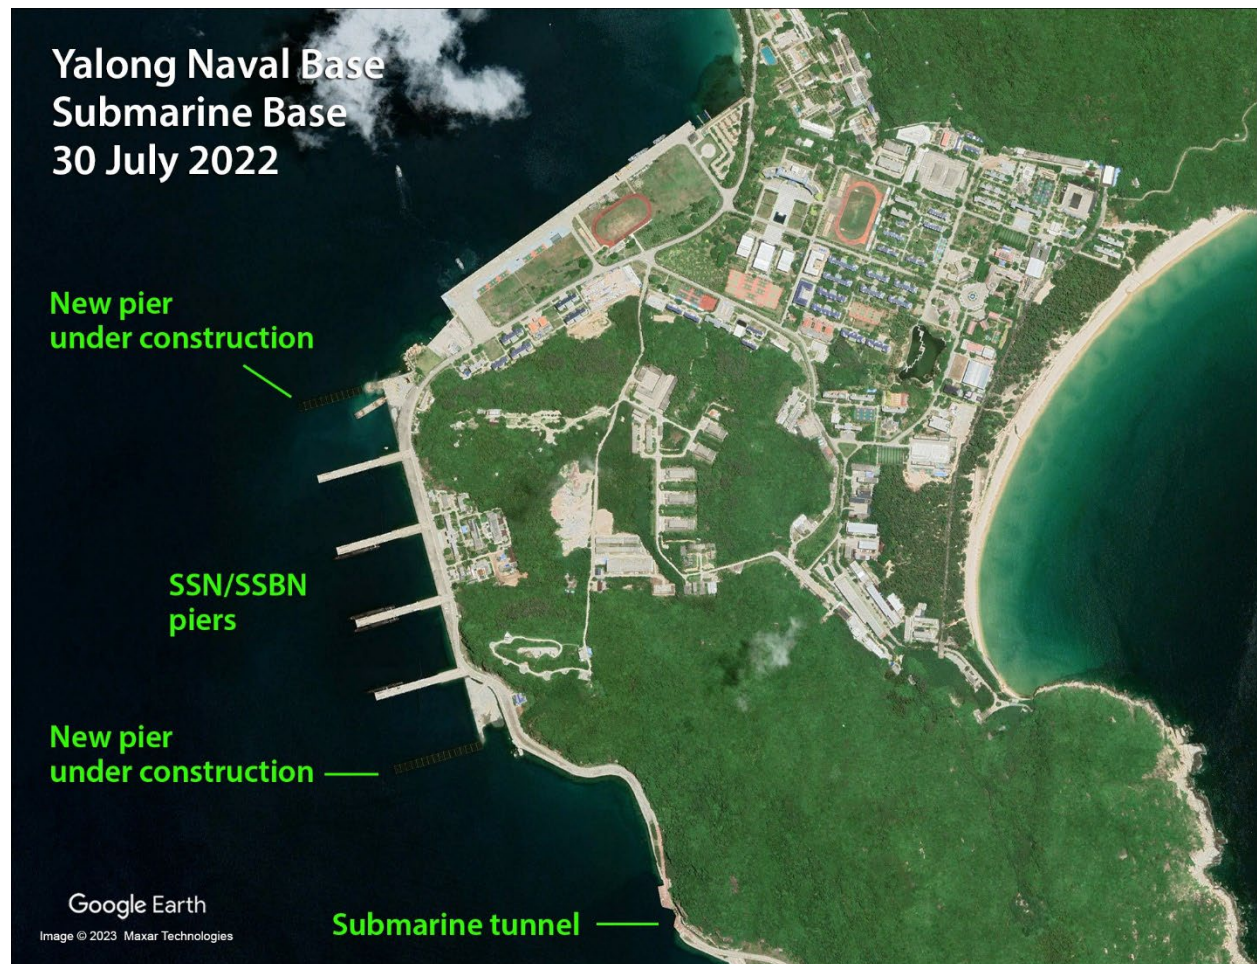 Yalong Naval Base
Submarine Base
30 July 2022
New pier
under construction
SSN/SSBN
piers
New pier
under construction
Submarine tunnel
Google Earth
Image © 2023 Maxar Technologies